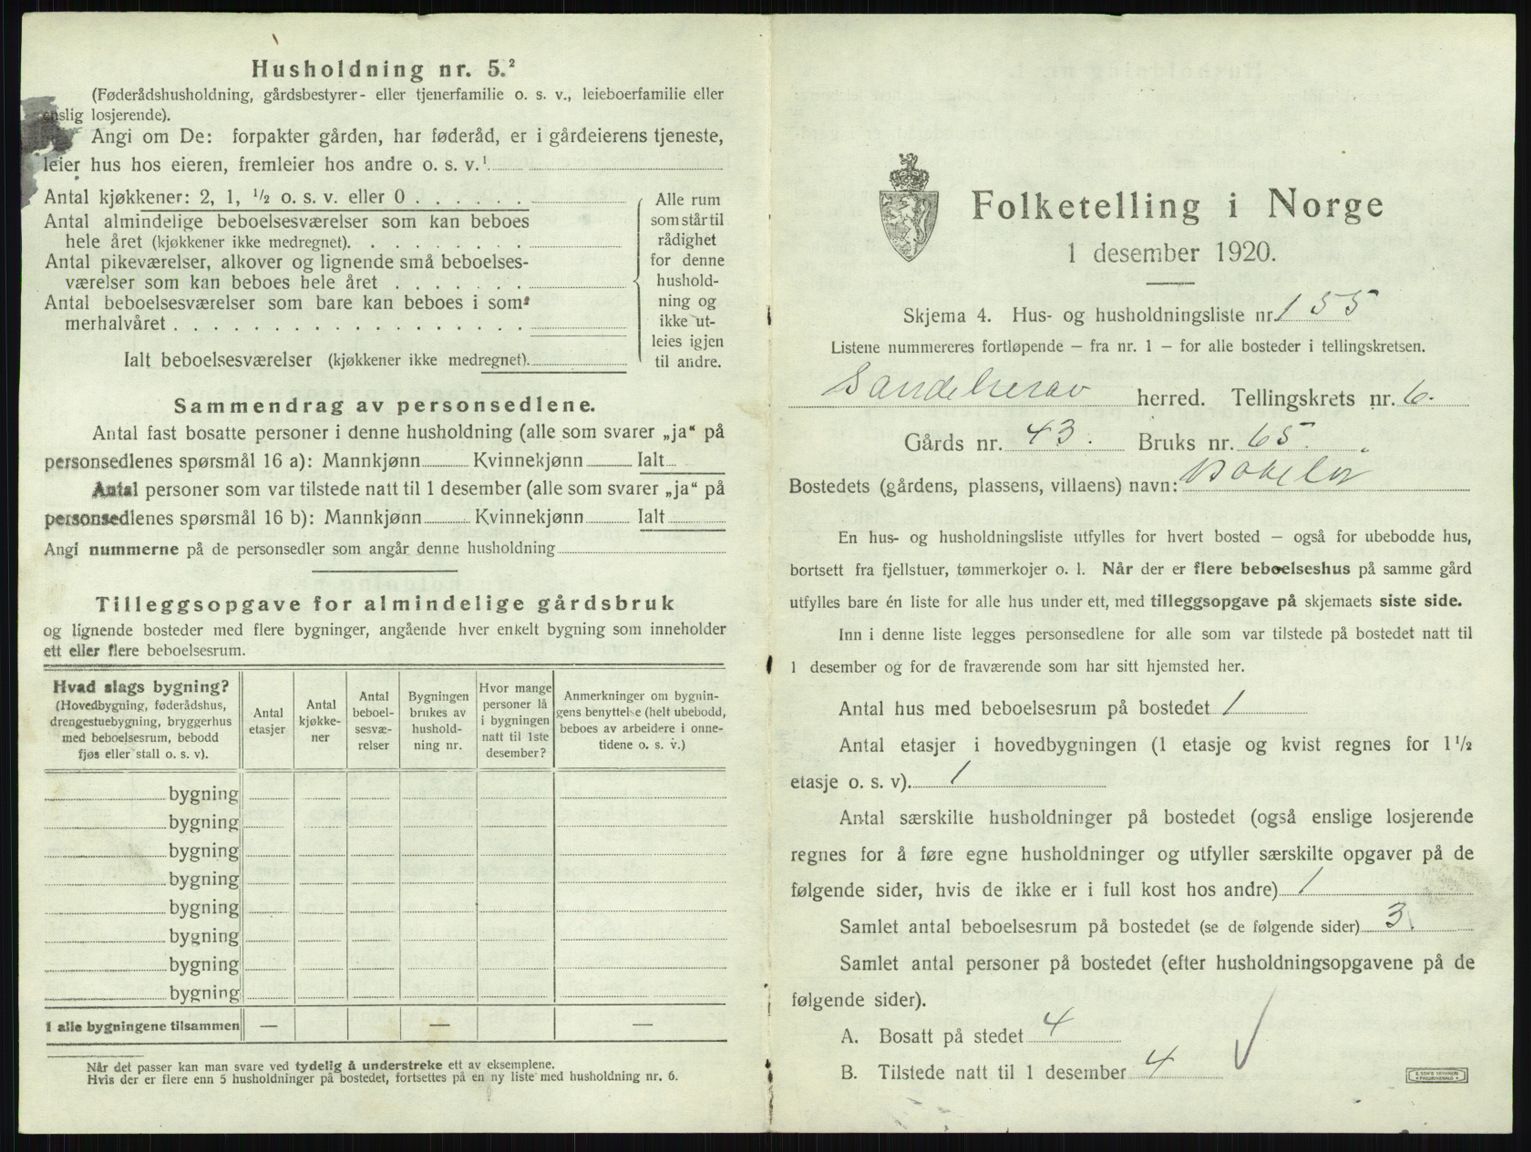 Husholdning nr. 5.²
(Føderådshusholdning, gårdsbestyrer- eller tjenerfamilie o. s. v., leieboerfamilie eller
enslig losjerende).
Angi om De: forpakter gården, har føderåd, er i gårdeierens tjeneste,
leier hus hos eieren, fremleier hos andre o. s. v.¹
Antal kjøkkener: 2, 1, ½ o. s. v. eller 0 . . . . . .
Antal almindelige beboelsesværelser som kan beboes
hele året (kjøkkener ikke medregnet). . . . . . . . .
Antal pikeværelser, alkover og lignende små beboelses-
værelser som kan beboes hele året . . . . . . .
Antal beboelsesværelser som bare kan beboes i som-
merhalvåret . . . . . . . . . . . . . . . . . .
Ialt beboelsesværelser (kjøkkener ikke medregnet).
Alle rum
som står til
rådighet
for denne
hushold-
ning og
ikke ut-
leies igjen
til andre.
Sammendrag av personsedlene.
Antal fast bosatte personer i denne husholdning (alle som svarer „ja“ på
personsedlenes spørsmål 16 a): Mannkjønn Kvinnekjønn Ialt
Antal personer som var tilstede natt til 1 desember (alle som svarer „ja“ på
personsedlenes spørsmål 16 b): Mannkjønn Kvinnekjønn Ialt
Angi nummerne på de personsedler som angår denne husholdning
Tilleggsopgave for almindelige gårdsbruk
og lignende bosteder med flere bygninger, angående hver enkelt bygning som inneholder
ett eller flere beboelsesrum.
Hvad slags bygning?
(Hovedbygning, føderådshus,
drengestuebygning, bryggerhus
med beboelsesrum, bebodd
fjøs eller stall o. s. v).
Antal
etasjer
Antal
kjøkke-
ner
Antal
beboel-
sesvæ-
relser
Bygningen
brukes av
hushold-
ning nr.
Hvor mange
personer lå
i bygningen
natt til 1ste
desember?
Anmerkninger om bygnin-
gens benyttelse (helt ubebodd,
beboes av arbeidere i onne-
tidene o. s. v.)
bygning
bygning
bygning
bygning
bygning
bygning
bygning
bygning
I alle bygningene tilsammen — — —
Når det passer kan man svare ved tydelig å understreke ett av eksemplene.
Hvis der er flere enn 5 husholdninger på bostedet, fortsettes på en ny liste med husholdning nr. 6.
Folketelling i Norge
1 desember 1920.
Skjema 4. Hus- og husholdningsliste nr. 155
Listene nummereres fortløpende — fra nr. 1 — for alle bosteder i tellingskretsen.
Sandeherav herred. Tellingskrets nr. 6.
Gårds nr. 43. Bruks nr. 65.
Bostedets (gårdens, plassens, villaens) navn:
En hus- og husholdningsliste utfylles for hvert bosted — også for ubebodde hus,
bortsett fra fjellstuer, tømmerkojer o. l. Når der er flere beboelseshus på samme gård
utfylles bare én liste for alle hus under ett, med tilleggsopgave på skjemaets siste side.
Inn i denne liste legges personsedlene for alle som var tilstede på bostedet natt til
1 desember og for de fraværende som har sitt hjemsted her.
Antal hus med beboelsesrum på bostedet 1
Antal etasjer i hovedbygningen (1 etasje og kvist regnes for 1½
etasje o. s. v). 1
Antal særskilte husholdninger på bostedet (også enslige losjerende
regnes for å føre egne husholdninger og utfyller særskilte opgaver på de
følgende sider, hvis de ikke er i full kost hos andre) 1
Samlet antal beboelsesrum på bostedet (se de følgende sider) 3.
Samlet antal personer på bostedet (efter husholdningsopgavene på de
følgende sider).
A. Bosatt på stedet 4
B. Tilstede natt til 1 desember 4